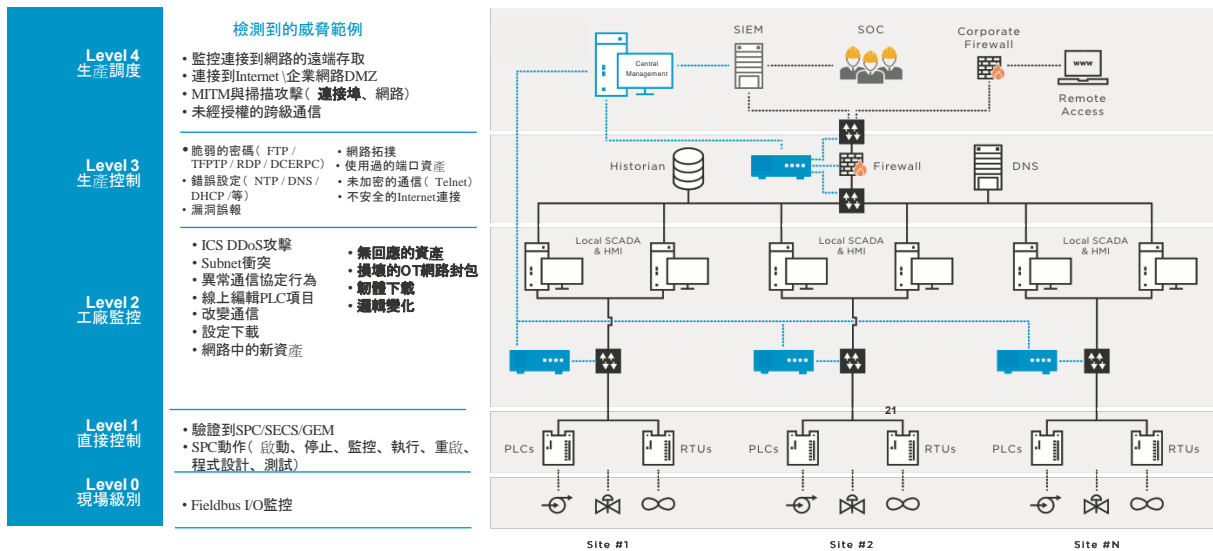 Level 4
生產調度
Level 3
生產控制
Level 2
工廠監控
Level 1
直接控制
Level 0
現場級別
檢測到的威脅範例
• 監控連接到網路的遠端存取
• 連接到Internet \企業網路DMZ
• MITM與掃描攻擊（ 連接埠、網路）
• 未經授權的跨級通信
• 脆弱的密碼（ FTP /
TFPTP / RDP / DCERPC）
• 錯誤設定（ NTP / DNS /
DHCP /等）
• 漏洞誤報
• 網路拓撲
• 使用過的端口資產
• 未加密的通信（ Telnet）
• 不安全的Internet連接
• ICS DDoS攻擊
• Subnet衝突
• 異常通信協定行為
• 線上編輯PLC項目
• 改變通信
• 設定下載
• 網路中的新資產
• 無回應的資產
• 損壞的OT網路封包
• 韌體下載
• 邏輯變化
• 驗證到SPC/SECS/GEM
• SPC動作（ 啟動、停止、監控、執行、重啟、
程式設計、測試）
• Fieldbus I/O監控
Central
Management
SIEM
SOC
Corporate
Firewall
www
Remote
Access
Historian
Firewall
DNS
Local SCADA
& HMI
Local SCADA
& HMI
Local SCADA
& HMI
21
PLCs
RTUs
PLCs
RTUs
PLCs
RTUs
Site #1
Site #2
Site #N